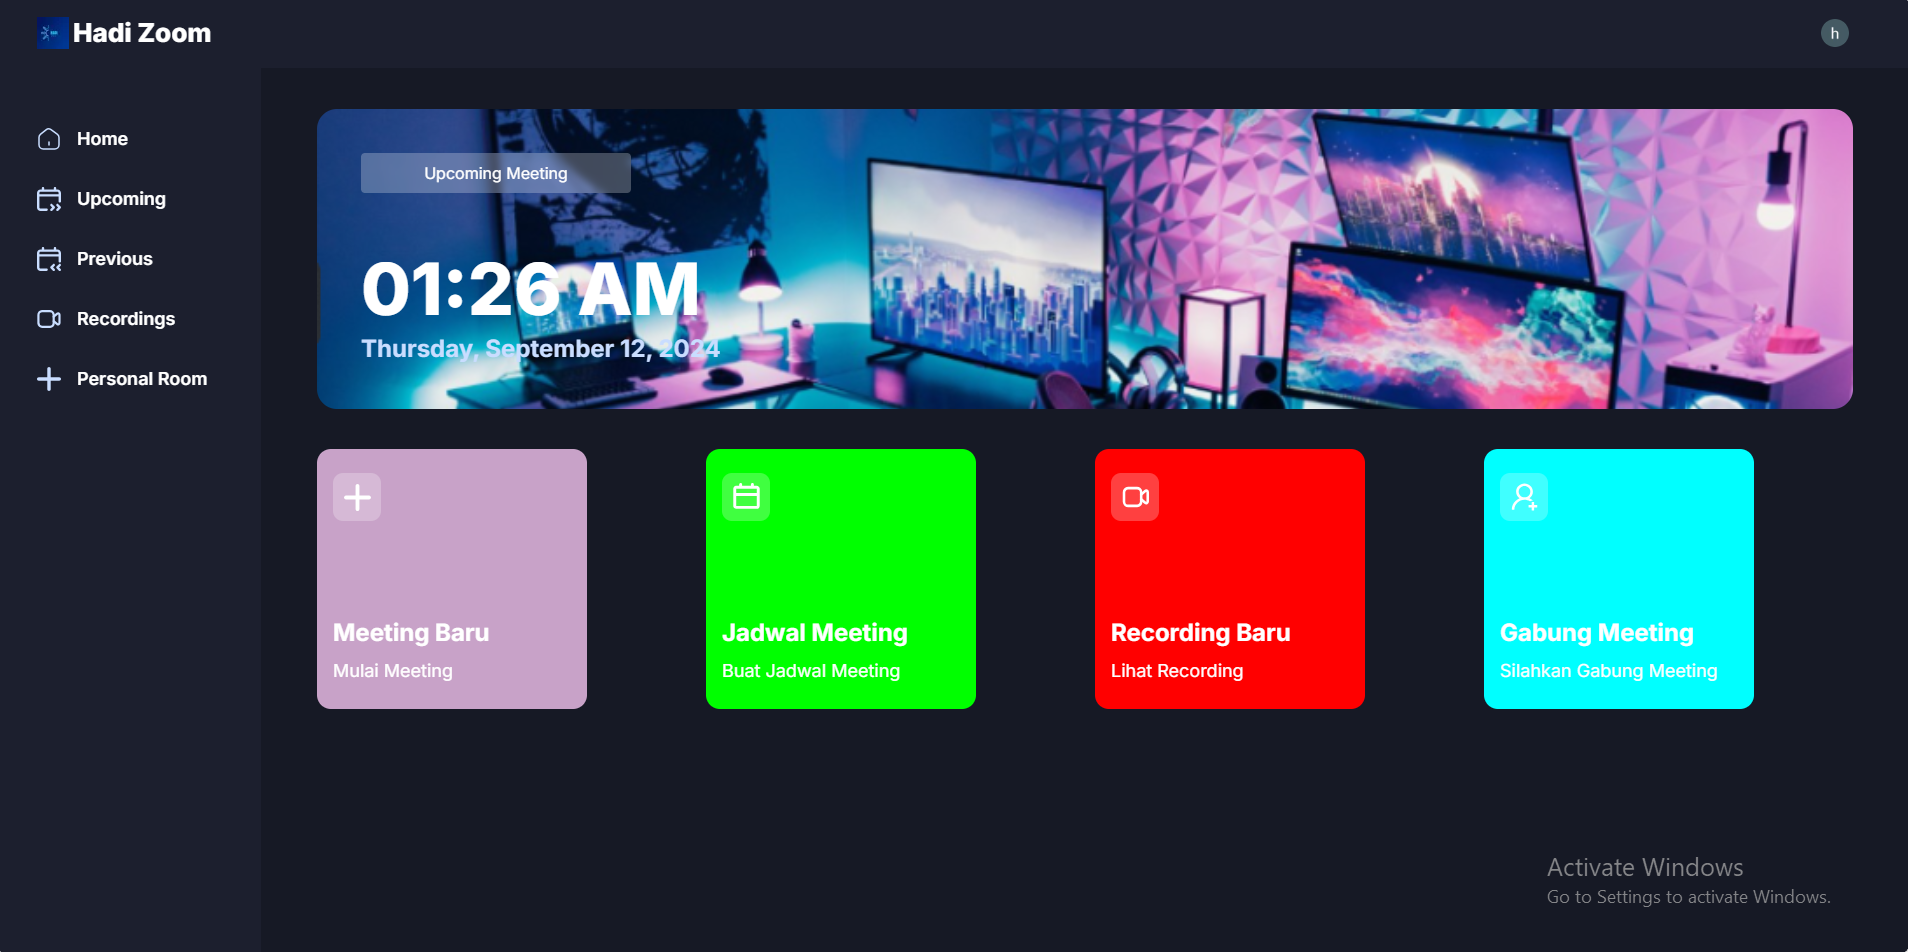 Hadi Zoom
h
Home
Upcoming
Previous
Recordings
Personal Room
Upcoming Meeting
01:26 AM
Thursday, September 12, 2024
Meeting Baru
Mulai Meeting
Jadwal Meeting
Buat Jadwal Meeting
Recording Baru
Lihat Recording
Gabung Meeting
Silahkan Gabung Meeting
Activate Windows
Go to Settings to activate Windows.